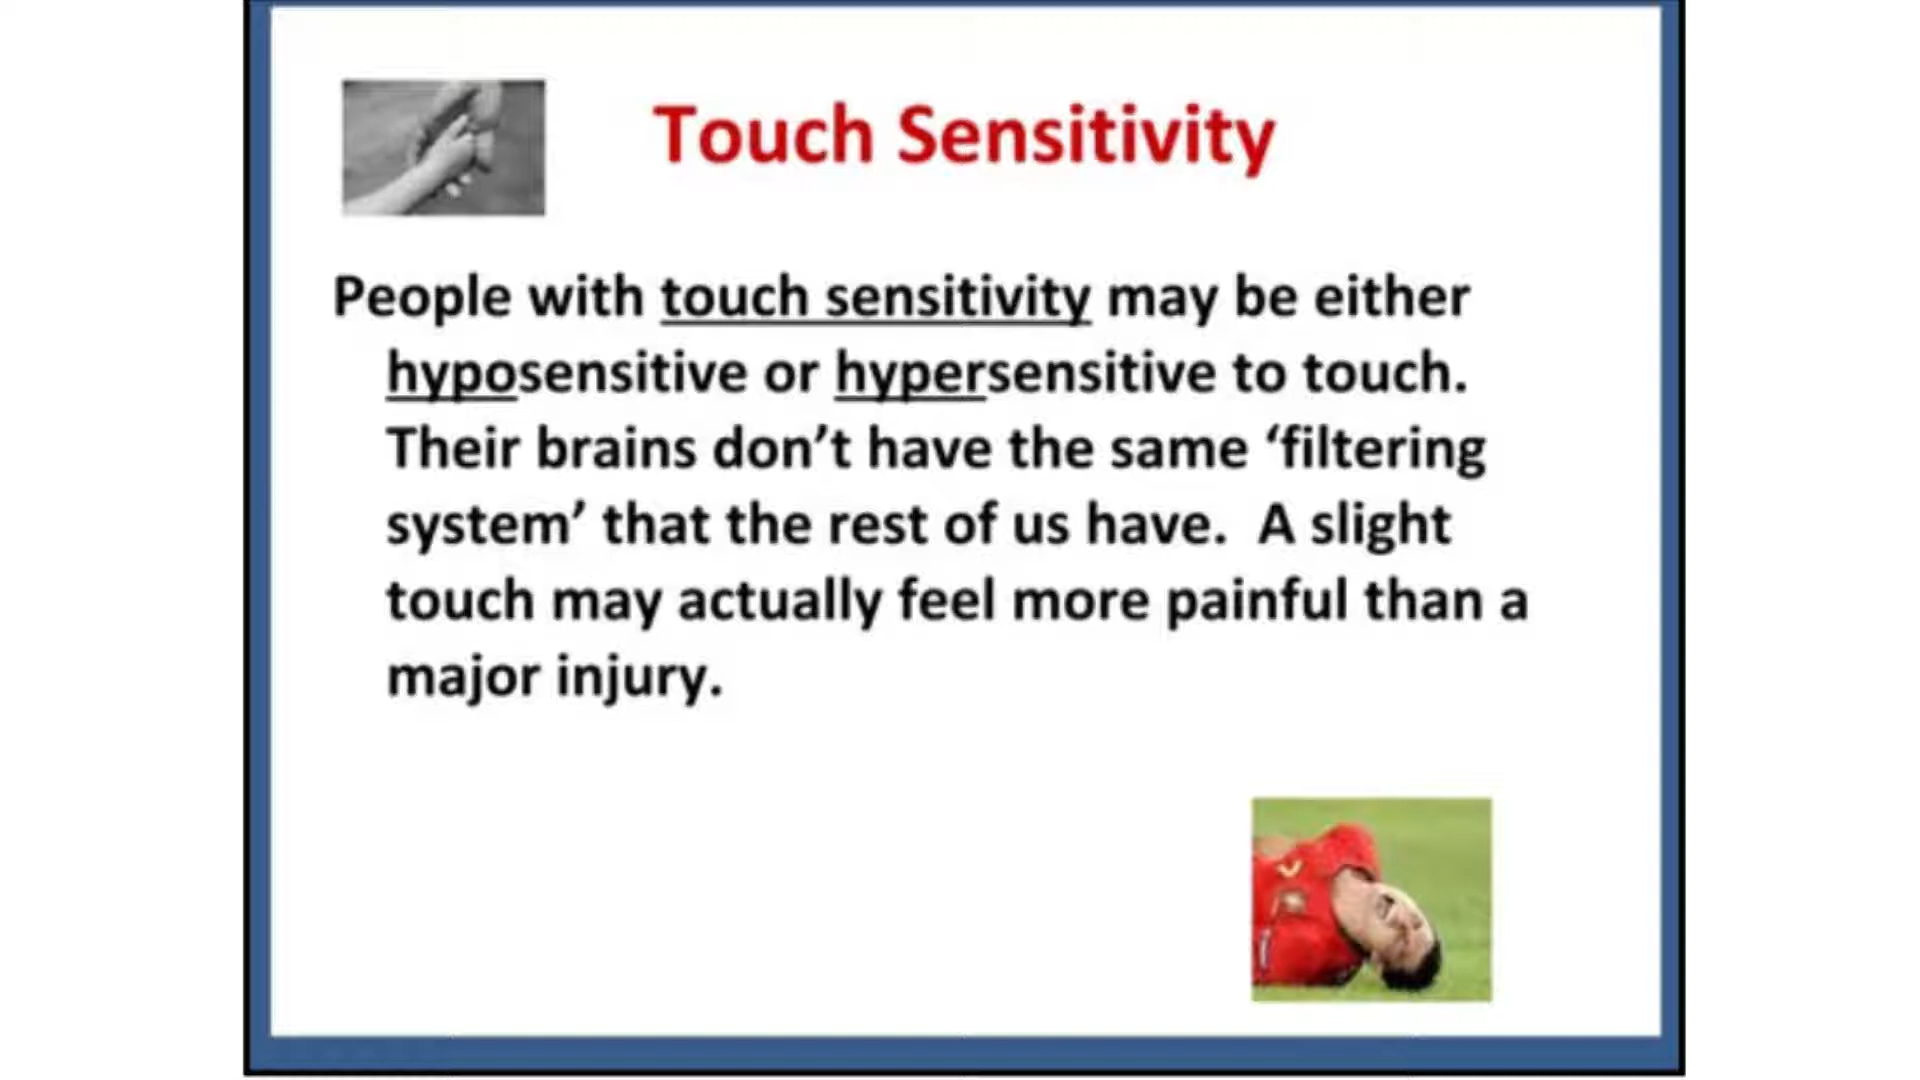 Touch Sensitivity
People with touch sensitivity may be either
hyposensitive or hypersensitive to touch.
Their brains don’t have the same ‘filtering
system’ that the rest of us have.  A slight
touch may actually feel more painful than a
major injury.